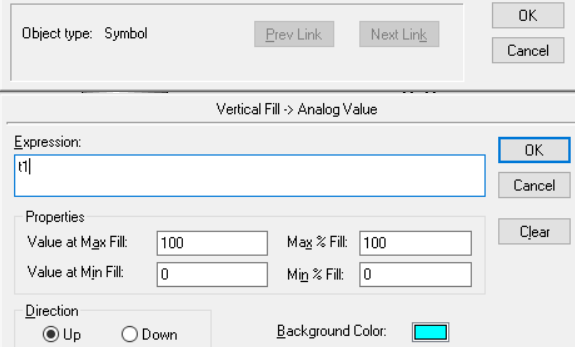 OK
Object type: Symbol Prev Link Next Link
Cancel
Vertical Fill -> Analog Value
Expression:
OK
t1
Cancel
Properties
Clear
Value at Max Fill: 100 Max % Fill: 100
Value at Min Fill: 0 Min % Fill: 0
Direction
Up Down Background Color: